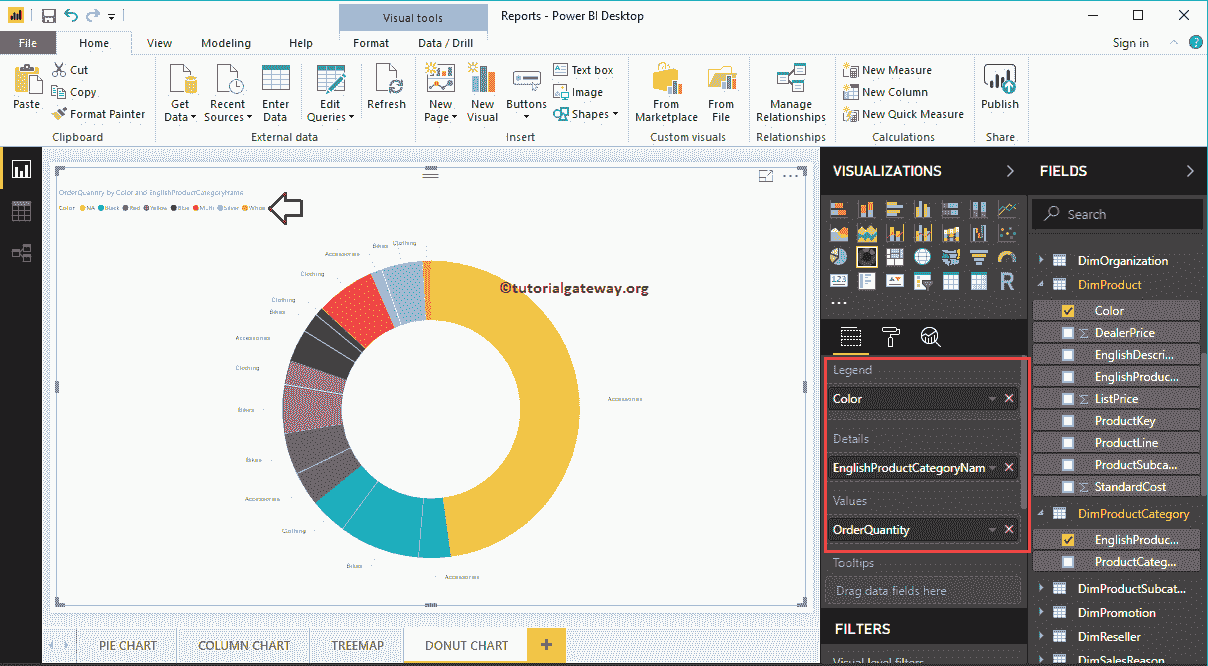 Visual tools
Reports - Power BI Desktop
File Home View Modeling Help Format Data / Drill Sign in
Paste
Cut
Copy
Format Painter
Clipboard
Get Data
Recent Sources
Enter Data
Edit Queries
Refresh
External data
New Page
New Visual
Buttons
Text box
Image
Shapes
Insert
From Marketplace
From File
Custom visuals
Manage Relationships
Relationships
New Measure
New Column
New Quick Measure
Calculations
Publish
Share
OrderQuantity by Color and EnglishProductCategoryName
Color NA Black Red Yellow Blue Multi Silver White
©tutorialgateway.org
Clothing
Bikes
Accessories
Clothing
Clothing
Bikes
Accessories
Clothing
Bikes
Bikes
Accessories
Clothing
Bikes
Accessories
Accessories
PIE CHART
COLUMN CHART
TREEMAP
DONUT CHART
+
VISUALIZATIONS
123
R
...
Legend
Color
Details
EnglishProductCategoryNam
Values
OrderQuantity
Tooltips
Drag data fields here
FILTERS
Visual level filters
FIELDS
Search
DimOrganization
DimProduct
Color
Σ DealerPrice
EnglishDescri...
EnglishProduc...
Σ ListPrice
ProductKey
ProductLine
ProductSubca...
Σ StandardCost
DimProductCategory
EnglishProduc...
ProductCateg...
DimProductSubcat...
DimPromotion
DimReseller
DimSalesReason